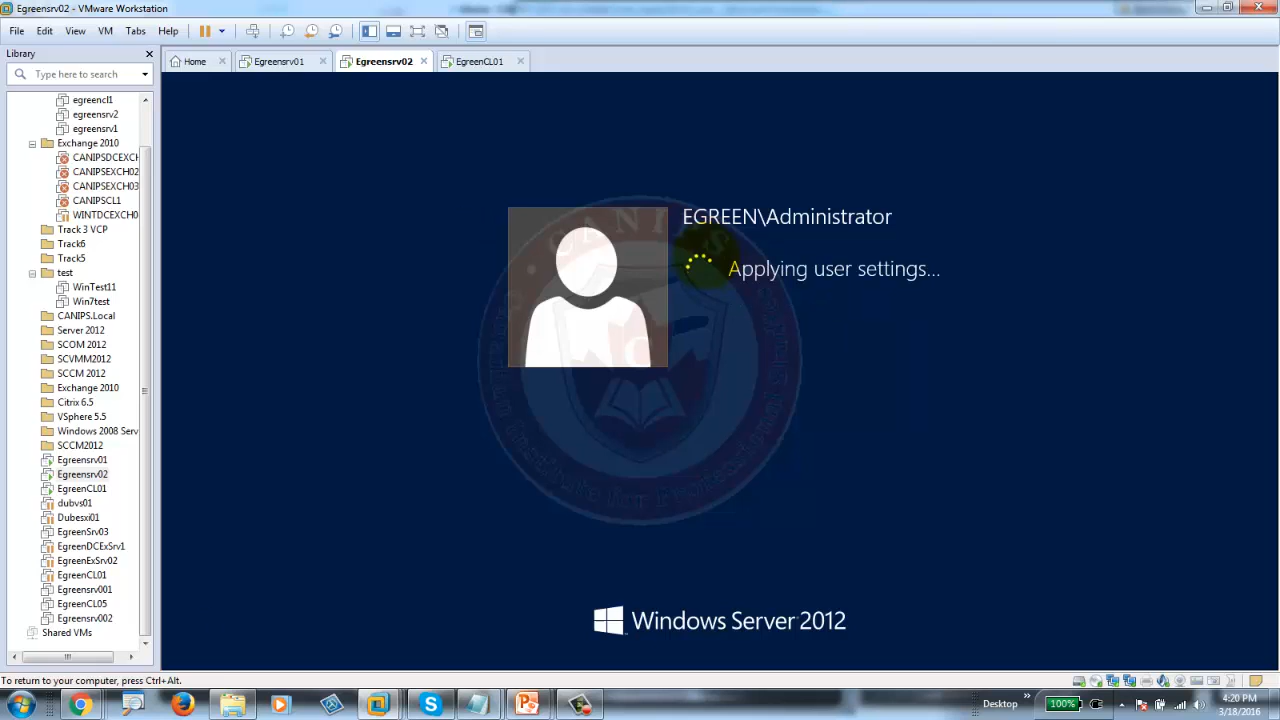 Egreensrv02 - VMware Workstation
File Edit View VM Tabs Help
Library
Type here to search
Home
Egreensrv01
Egreensrv02
EgreenCL01
egreencl1
egreensrv2
egreensrv1
Exchange 2010
CANIPSDCEXCH
CANIPSEXCH02
CANIPSEXCH03
CANIPSCL1
WINTDCEXCH0
Track 3 VCP
Track6
Track5
test
WinTest11
Win7test
CANIPS.Local
Server 2012
SCOM 2012
SCVMM2012
SCCM 2012
Exchange 2010
Citrix 6.5
VSphere 5.5
Windows 2008 Serv
SCCM2012
Egreensrv01
Egreensrv02
EgreenCL01
dubvs01
Dubesxi01
EgreenSrv03
EgreenDCExSrv1
EgreenExSrv02
EgreenCL01
Egreensrv001
EgreenCL05
Egreensrv002
Shared VMs
EGREEN\Administrator
Applying user settings...
CANIPS
Windows Server 2012
To return to your computer, press Ctrl+Alt.
Desktop
100%
4:20 PM
3/18/2016